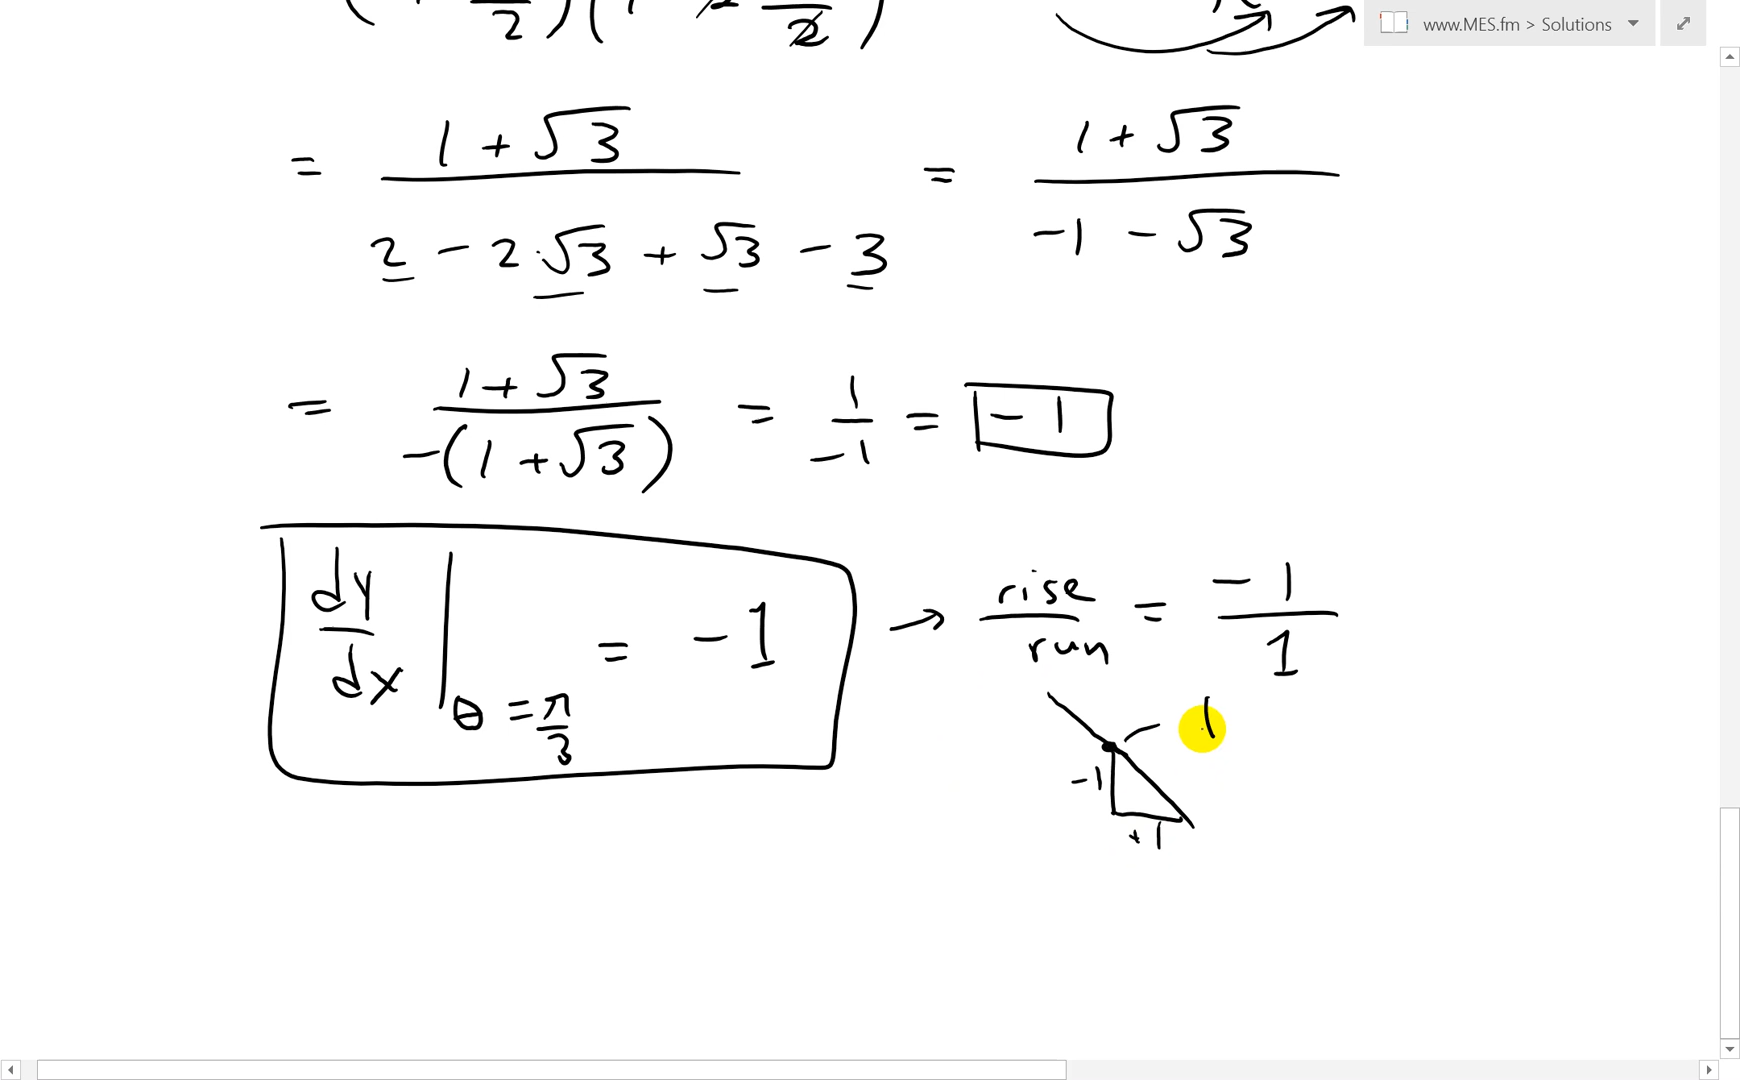 www.MES.fm > Solutions
= (1 + √3) / (2 - 2·√3 + √3 - 3) = (1 + √3) / (-1 - √3)
= (1 + √3) / (-(1 + √3)) = 1 / -1 = -1
dy/dx | θ = π/3 = -1 → rise/run = -1/1
-1
+1